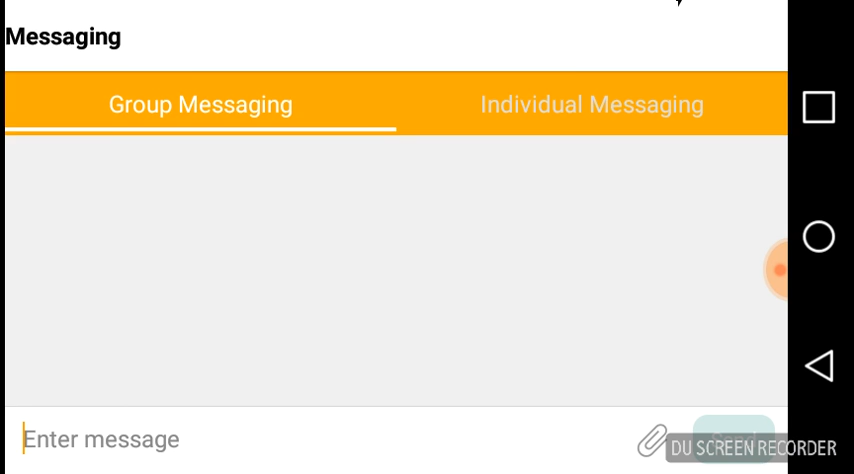 Messaging
Group Messaging
Individual Messaging
Enter message
DU SCREEN RECORDER